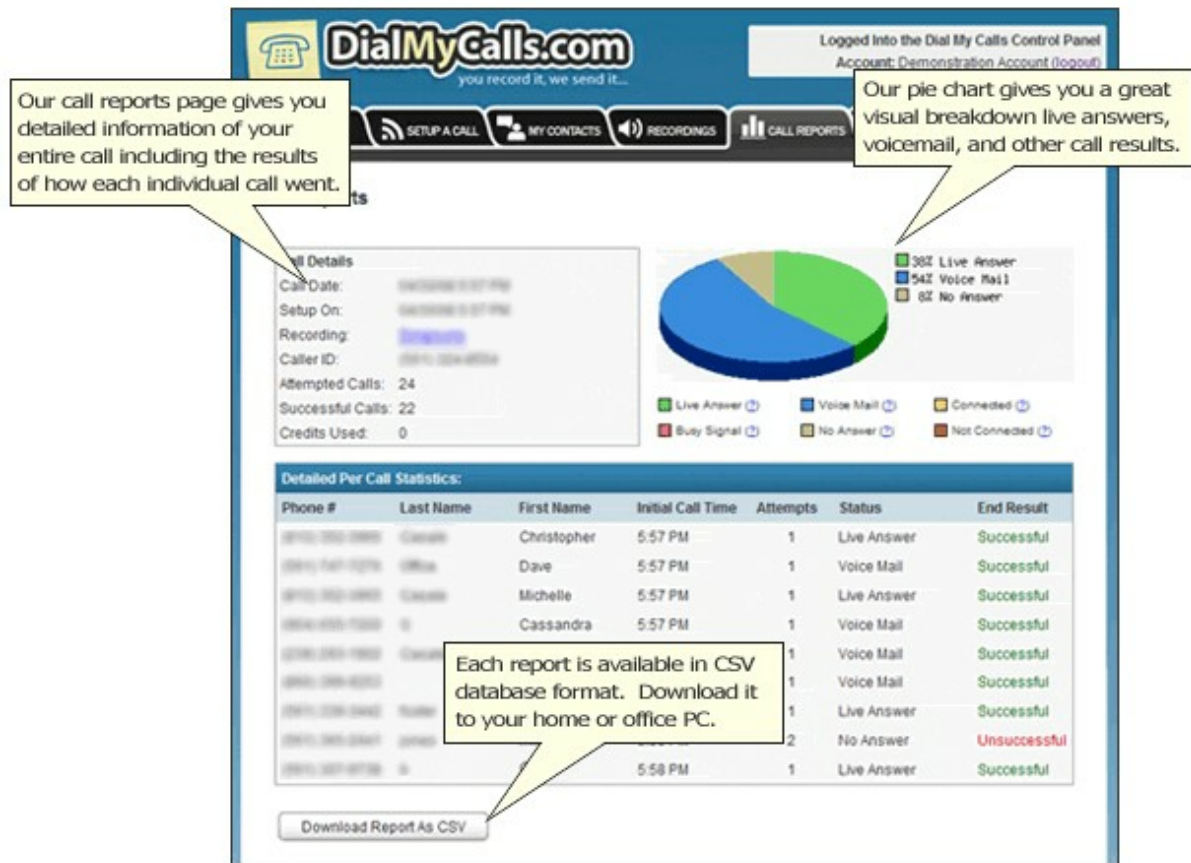 DialMyCalls.com
you record it, we send it...
Logged Into the Dial My Calls Control Panel
Account: Demonstration Account (logout)
Our call reports page gives you
detailed information of your
entire call including the results
of how each individual call went.
Our pie chart gives you a great
visual breakdown live answers,
voicemail, and other call results.
SETUP A CALL
MY CONTACTS
RECORDINGS
CALL REPORTS
Call Details
Call Date:
Setup On:
Recording:
Caller ID:
Attempted Calls: 24
Successful Calls: 22
Credits Used: 0
38% Live Answer
54% Voice Mail
8% No Answer
Live Answer (?) Voice Mail (?) Connected (?)
Busy Signal (?) No Answer (?) Not Connected (?)
Detailed Per Call Statistics:
Phone # Last Name First Name Initial Call Time Attempts Status End Result
Christopher 5:57 PM 1 Live Answer Successful
Dave 5:57 PM 1 Voice Mail Successful
Michelle 5:57 PM 1 Live Answer Successful
Cassandra 5:57 PM 1 Voice Mail Successful
1 Voice Mail Successful
1 Voice Mail Successful
1 Live Answer Successful
2 No Answer Unsuccessful
5:58 PM 1 Live Answer Successful
Each report is available in CSV
database format. Download it
to your home or office PC.
Download Report As CSV